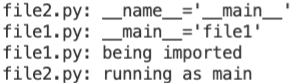 file2.py: __name__='__main__'
file1.py: __main__='file1'
file1.py: being imported
file2.py: running as main